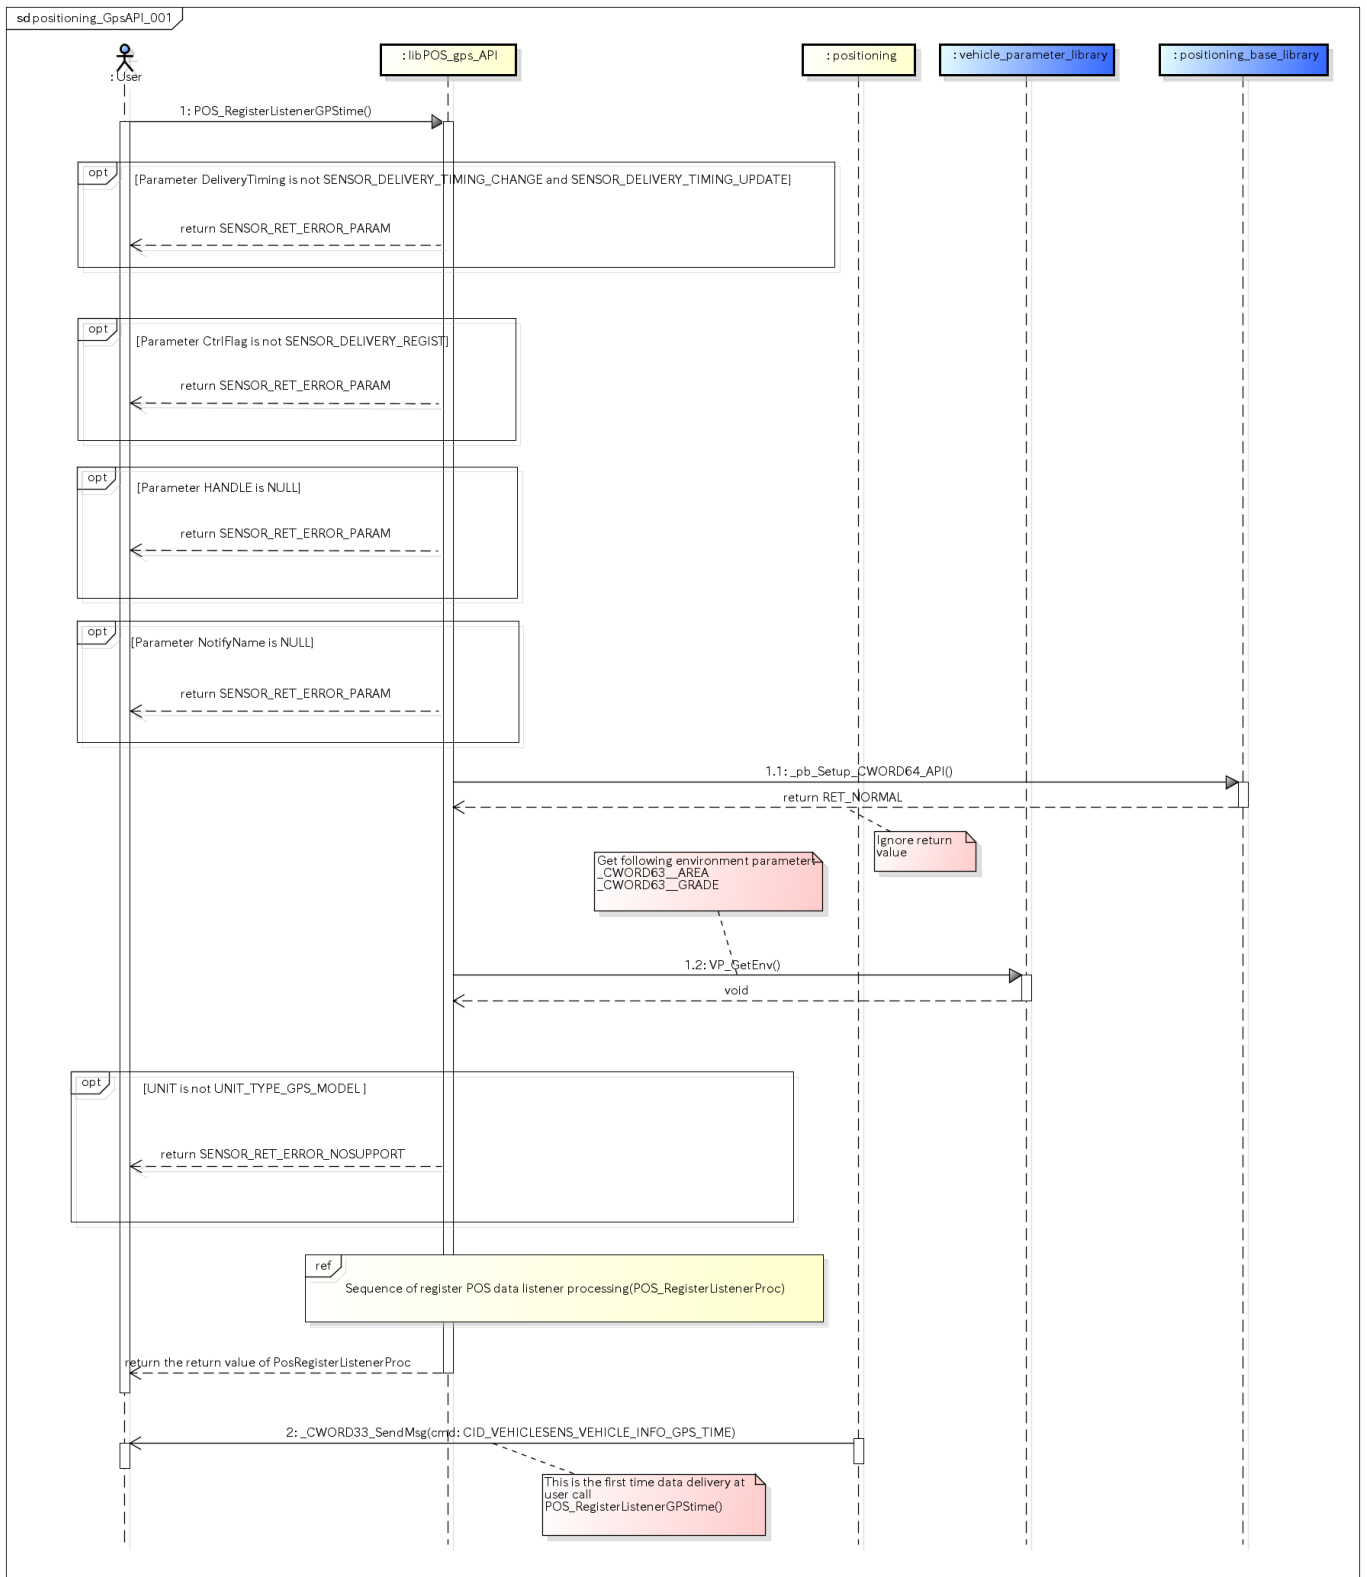 sd positioning_GpsAPI_001
: User
: libPOS_gps_API
: positioning
: vehicle_parameter_library
: positioning_base_library
1: POS_RegisterListenerGPStime()
opt
[Parameter DeliveryTiming is not SENSOR_DELIVERY_TIMING_CHANGE and SENSOR_DELIVERY_TIMING_UPDATE]
return SENSOR_RET_ERROR_PARAM
opt
[Parameter CtrlFlag is not SENSOR_DELIVERY_REGIST]
return SENSOR_RET_ERROR_PARAM
opt
[Parameter HANDLE is NULL]
return SENSOR_RET_ERROR_PARAM
opt
[Parameter NotifyName is NULL]
return SENSOR_RET_ERROR_PARAM
1.1: _pb_Setup_CWORD64_API()
return RET_NORMAL
Ignore return
value
Get following environment parameter:
_CWORD63__AREA
_CWORD63__GRADE
1.2: VP_GetEnv()
void
opt
[UNIT is not UNIT_TYPE_GPS_MODEL ]
return SENSOR_RET_ERROR_NOSUPPORT
ref
Sequence of register POS data listener processing(POS_RegisterListenerProc)
return the return value of PosRegisterListenerProc
2: _CWORD33_SendMsg(cmd: CID_VEHICLESENS_VEHICLE_INFO_GPS_TIME)
This is the first time data delivery at
user call
POS_RegisterListenerGPStime()